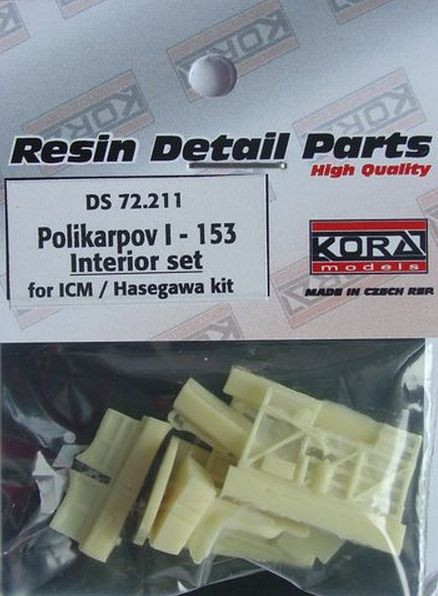 Resin Detail Parts
High Quality
DS 72.211
Polikarpov I - 153
Interior set
for ICM / Hasegawa kit
KORA
models
MADE IN CZECH REP.